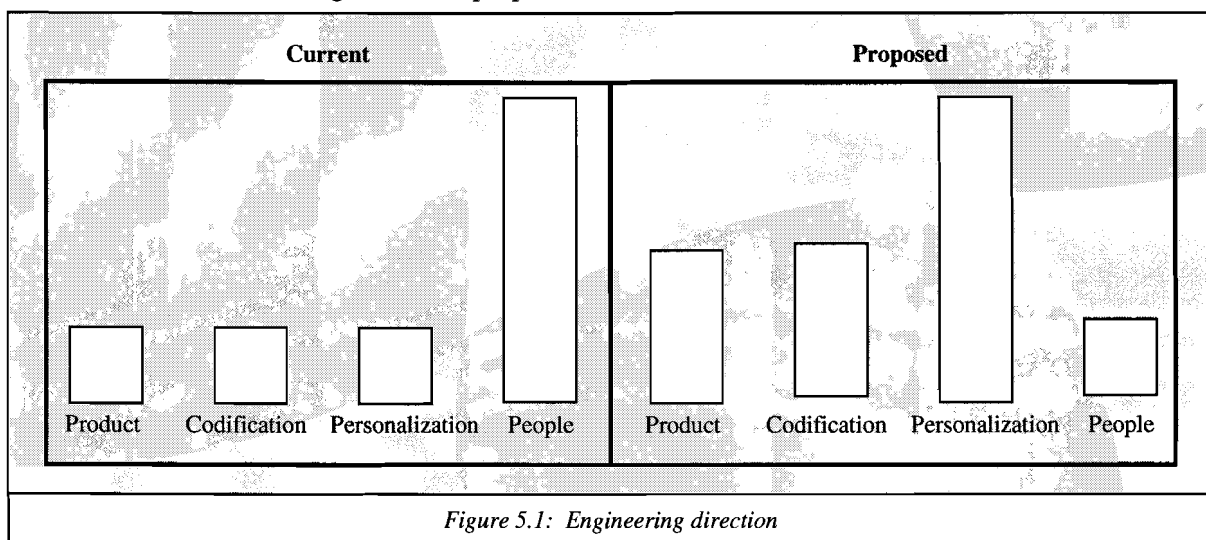 Current Proposed
Product Codification Personalization People Product Codification Personalization People
Figure 5.1: Engineering direction